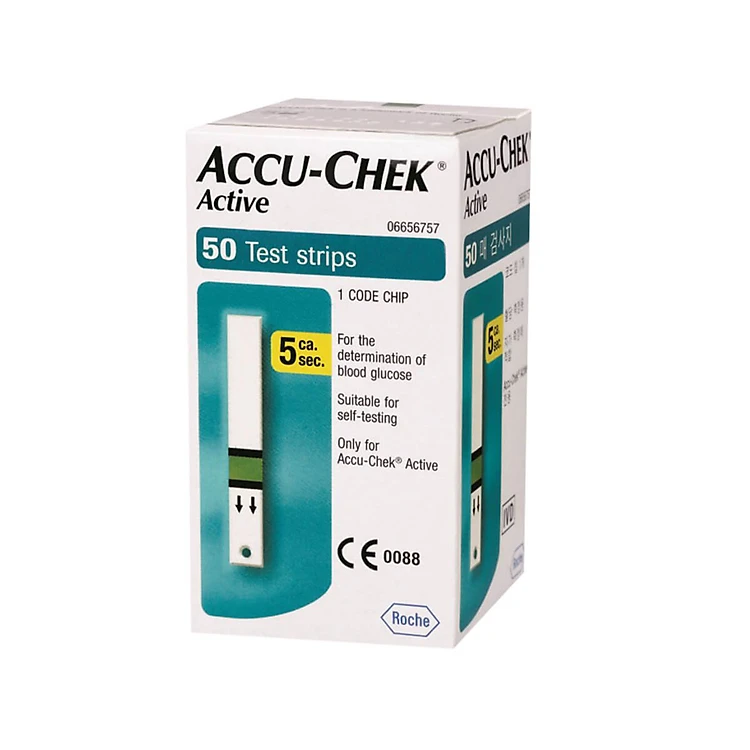 ACCU-CHEK®
Active
06656757
50 Test strips
1 CODE CHIP
5 ca. sec.
For the
determination of
blood glucose
Suitable for
self-testing
Only for
Accu-Chek® Active
CE 0088
Roche
ACCU-CHEK
Active
50 매 검사지
5 ca. sec.
IVD
Roche